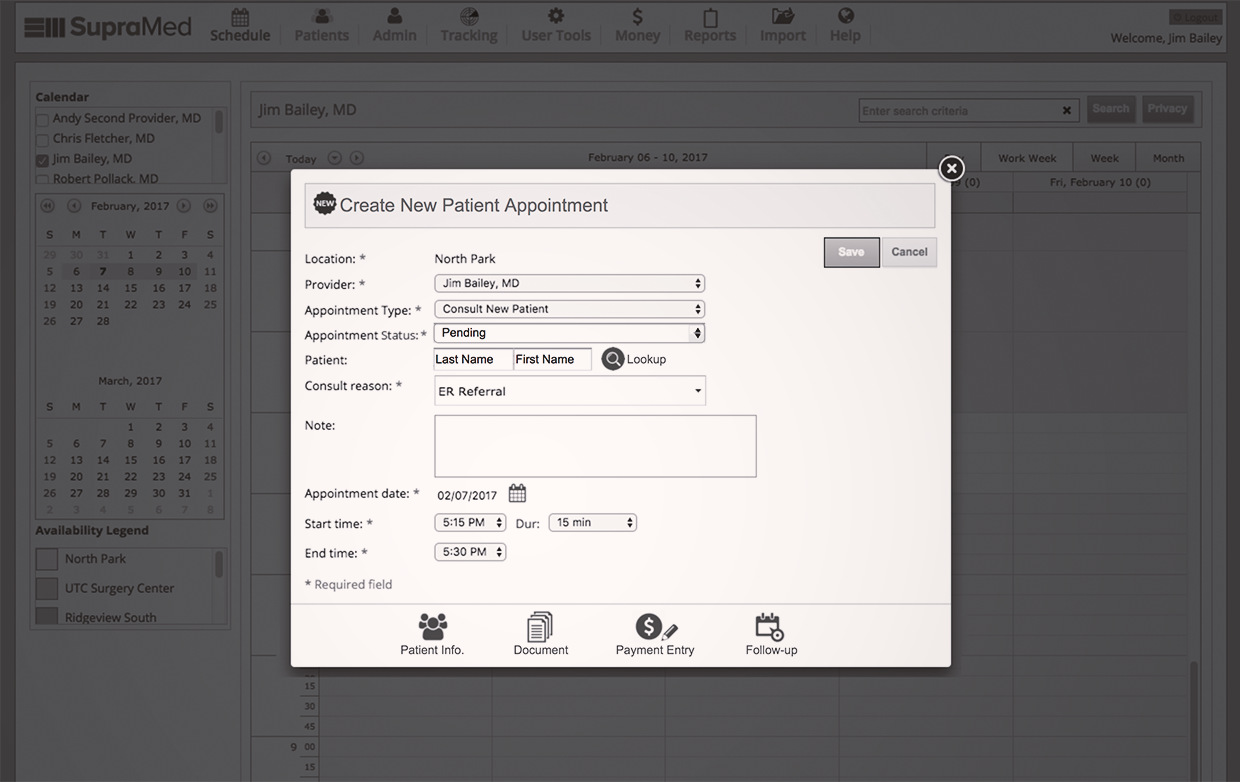 SupraMed
Schedule
Patients
Admin
Tracking
User Tools
Money
Reports
Import
Help
Logout
Welcome, Jim Bailey
Calendar
Andy Second Provider, MD
Chris Fletcher, MD
Jim Bailey, MD
Robert Pollack, MD
February, 2017
S M T W T F S
29 30 31 1 2 3 4
5 6 7 8 9 10 11
12 13 14 15 16 17 18
19 20 21 22 23 24 25
26 27 28
March, 2017
S M T W T F S
1 2 3 4
5 6 7 8 9 10 11
12 13 14 15 16 17 18
19 20 21 22 23 24 25
26 27 28 29 30 31 1
2 3 4 5 6 7 8
Availability Legend
North Park
UTC Surgery Center
Ridgeview South
Jim Bailey, MD
Enter search criteria
Search
Privacy
Today
February 06 - 10, 2017
Work Week
Week
Month
9 (0)
Fri, February 10 (0)
NEW Create New Patient Appointment
Save
Cancel
Location: * North Park
Provider: * Jim Bailey, MD
Appointment Type: * Consult New Patient
Appointment Status: * Pending
Patient: Last Name First Name Lookup
Consult reason: * ER Referral
Note:
Appointment date: * 02/07/2017
Start time: * 5:15 PM Dur: 15 min
End time: * 5:30 PM
* Required field
Patient Info.
Document
Payment Entry
Follow-up
15
30
45
9 00
15